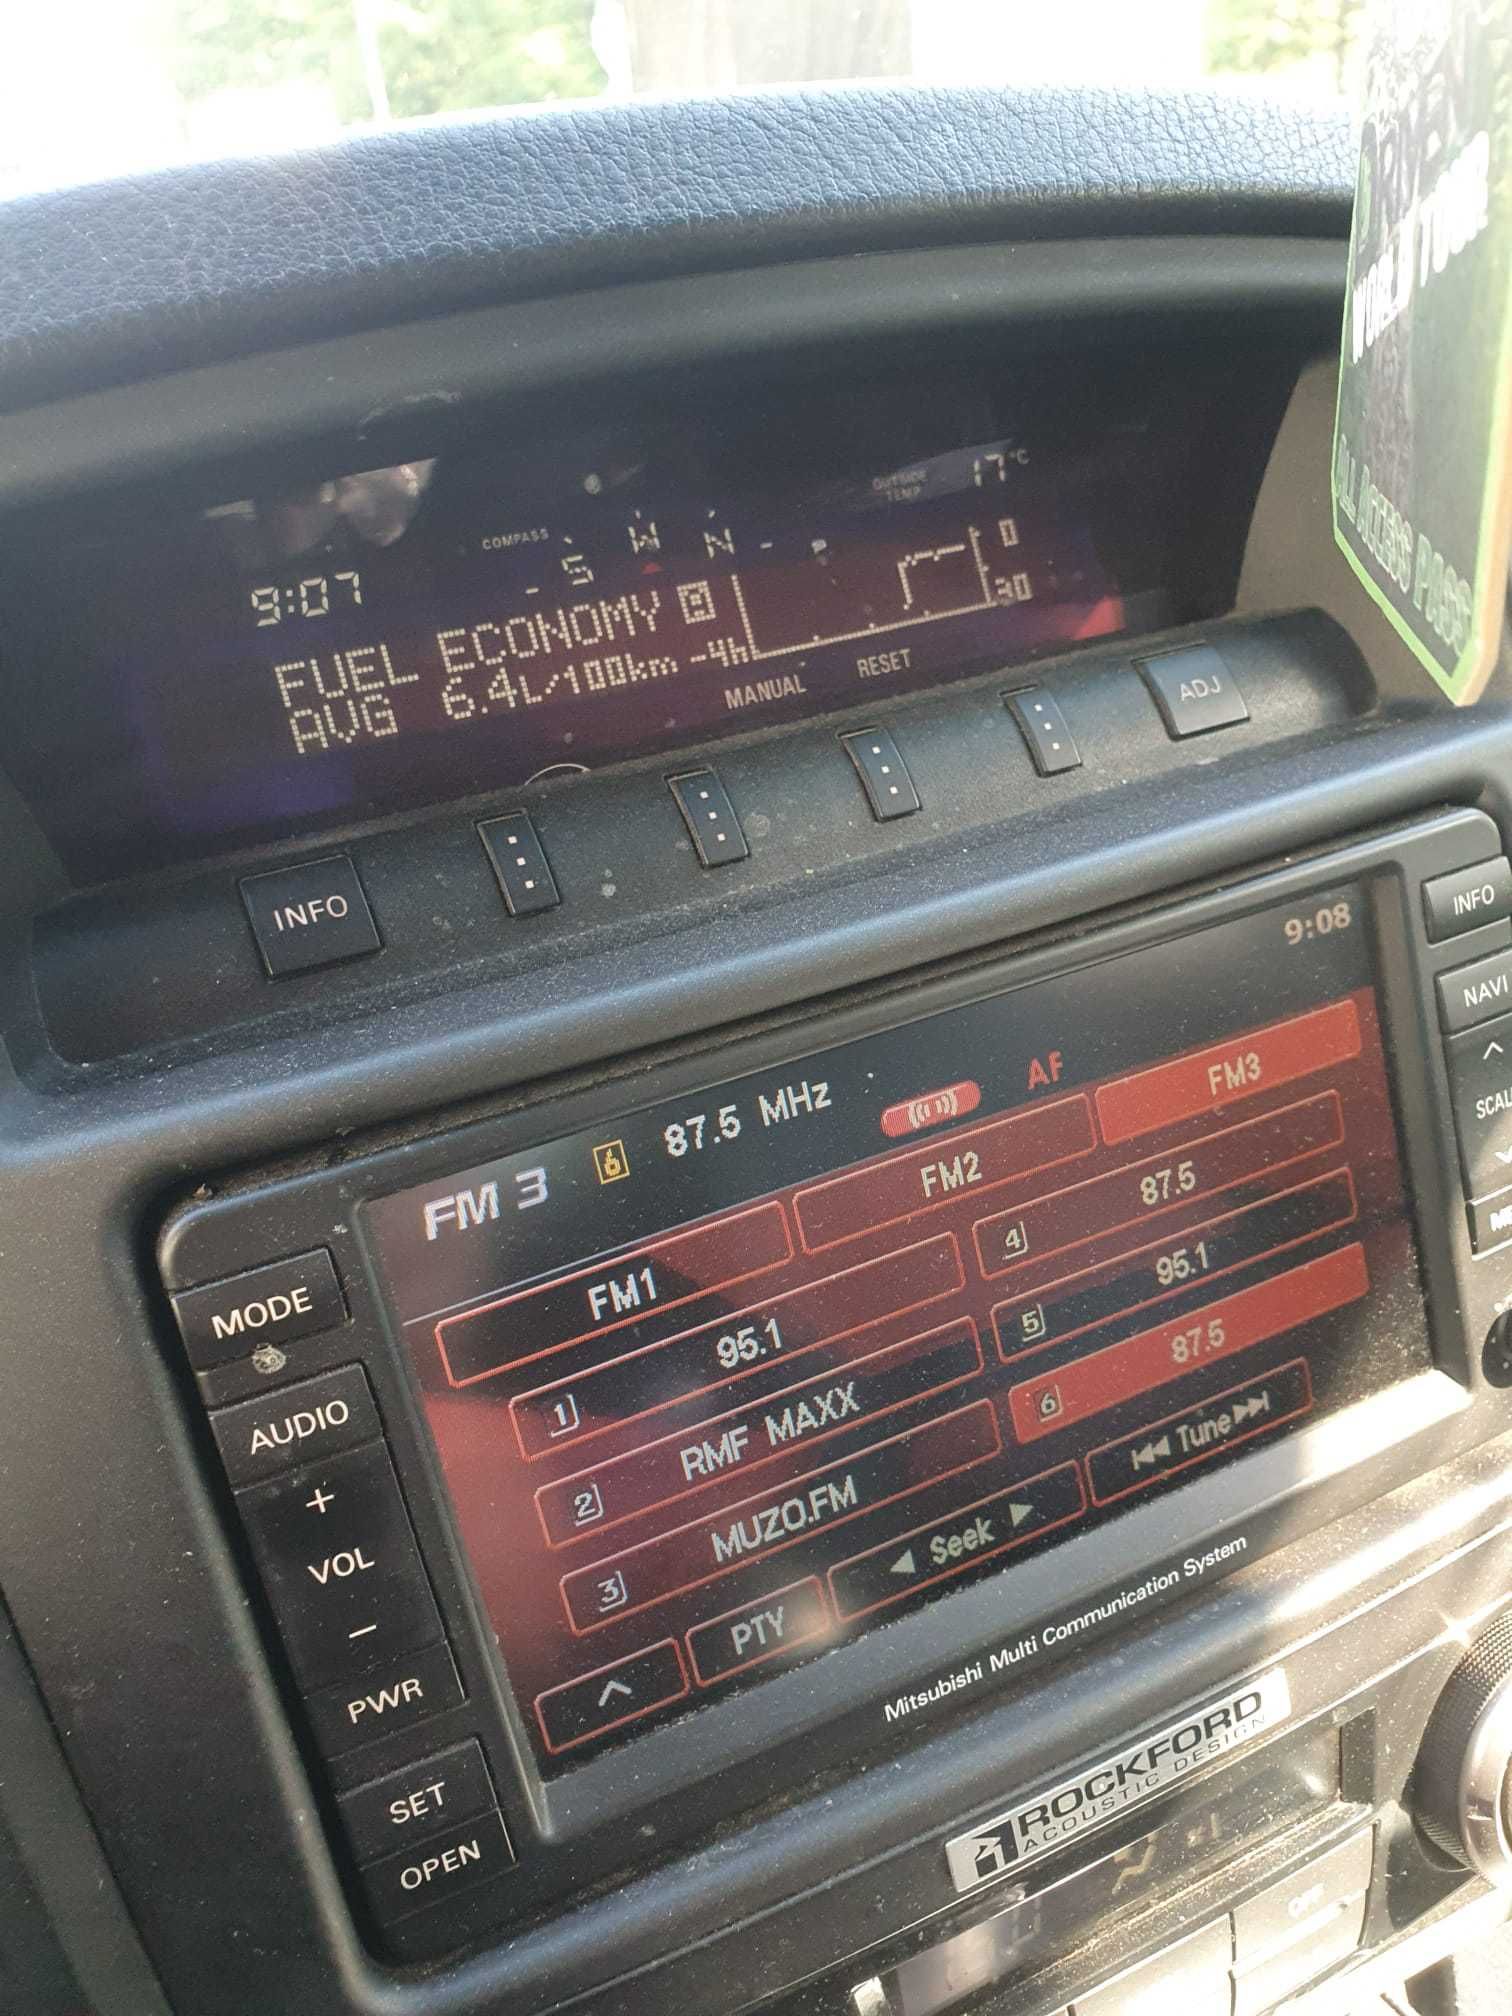 COMPASS
OUTSIDE TEMP 17°C
9:07
- S W N -
FUEL ECONOMY
0
AVG 6.4L/100km -4h
30
MANUAL RESET
INFO
ADJ
WORLD TOUR
ALL ACCESS PASS
9:08
INFO
NAVI
FM 3 6 87.5 MHz AF
FM1 FM2 FM3
1 95.1
2 RMF MAXX
3 MUZO.FM
4 87.5
5 95.1
6 87.5
PTY
Seek
Tune
MODE
AUDIO
+
VOL
−
PWR
SET
OPEN
Mitsubishi Multi Communication System
ROCKFORD
ACOUSTIC DESIGN
OFF